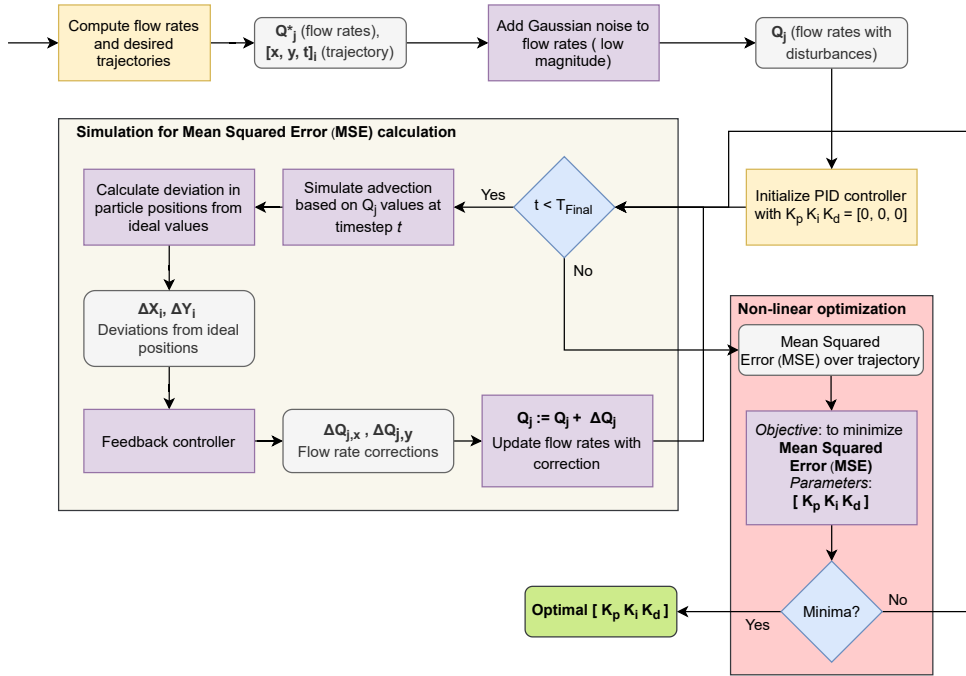 Compute flow rates
and desired
trajectories
Q*j (flow rates),
[x, y, t]i (trajectory)
Add Gaussian noise to
flow rates ( low
magnitude)
Qj (flow rates with
disturbances)
Simulation for Mean Squared Error (MSE) calculation
Calculate deviation in
particle positions from
ideal values
Simulate advection
based on Qj values at
timestep t
Yes
t < TFinal
No
Initialize PID controller
with Kp Ki Kd = [0, 0, 0]
ΔXi, ΔYi
Deviations from ideal
positions
Feedback controller
ΔQj,x , ΔQj,y
Flow rate corrections
Qj := Qj + ΔQj
Update flow rates with
correction
Non-linear optimization
Mean Squared
Error (MSE) over trajectory
Objective: to minimize
Mean Squared
Error (MSE)
Parameters:
[ Kp Ki Kd ]
Minima?
No
Yes
Optimal [ Kp Ki Kd ]